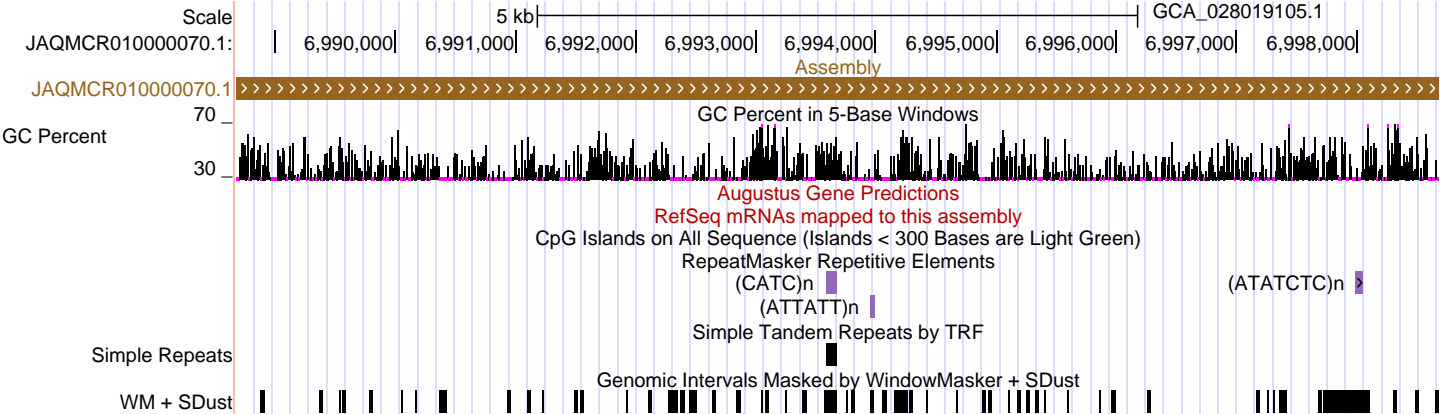 Scale 5 kb GCA_028019105.1
JAQMCR010000070.1: 6,990,000 6,991,000 6,992,000 6,993,000 6,994,000 6,995,000 6,996,000 6,997,000 6,998,000
Assembly
JAQMCR010000070.1
GC Percent in 5-Base Windows
70 _
GC Percent
30 _
Augustus Gene Predictions
RefSeq mRNAs mapped to this assembly
CpG Islands on All Sequence (Islands < 300 Bases are Light Green)
RepeatMasker Repetitive Elements
(CATC)n (ATATCTC)n
(ATTATT)n
Simple Tandem Repeats by TRF
Simple Repeats
Genomic Intervals Masked by WindowMasker + SDust
WM + SDust